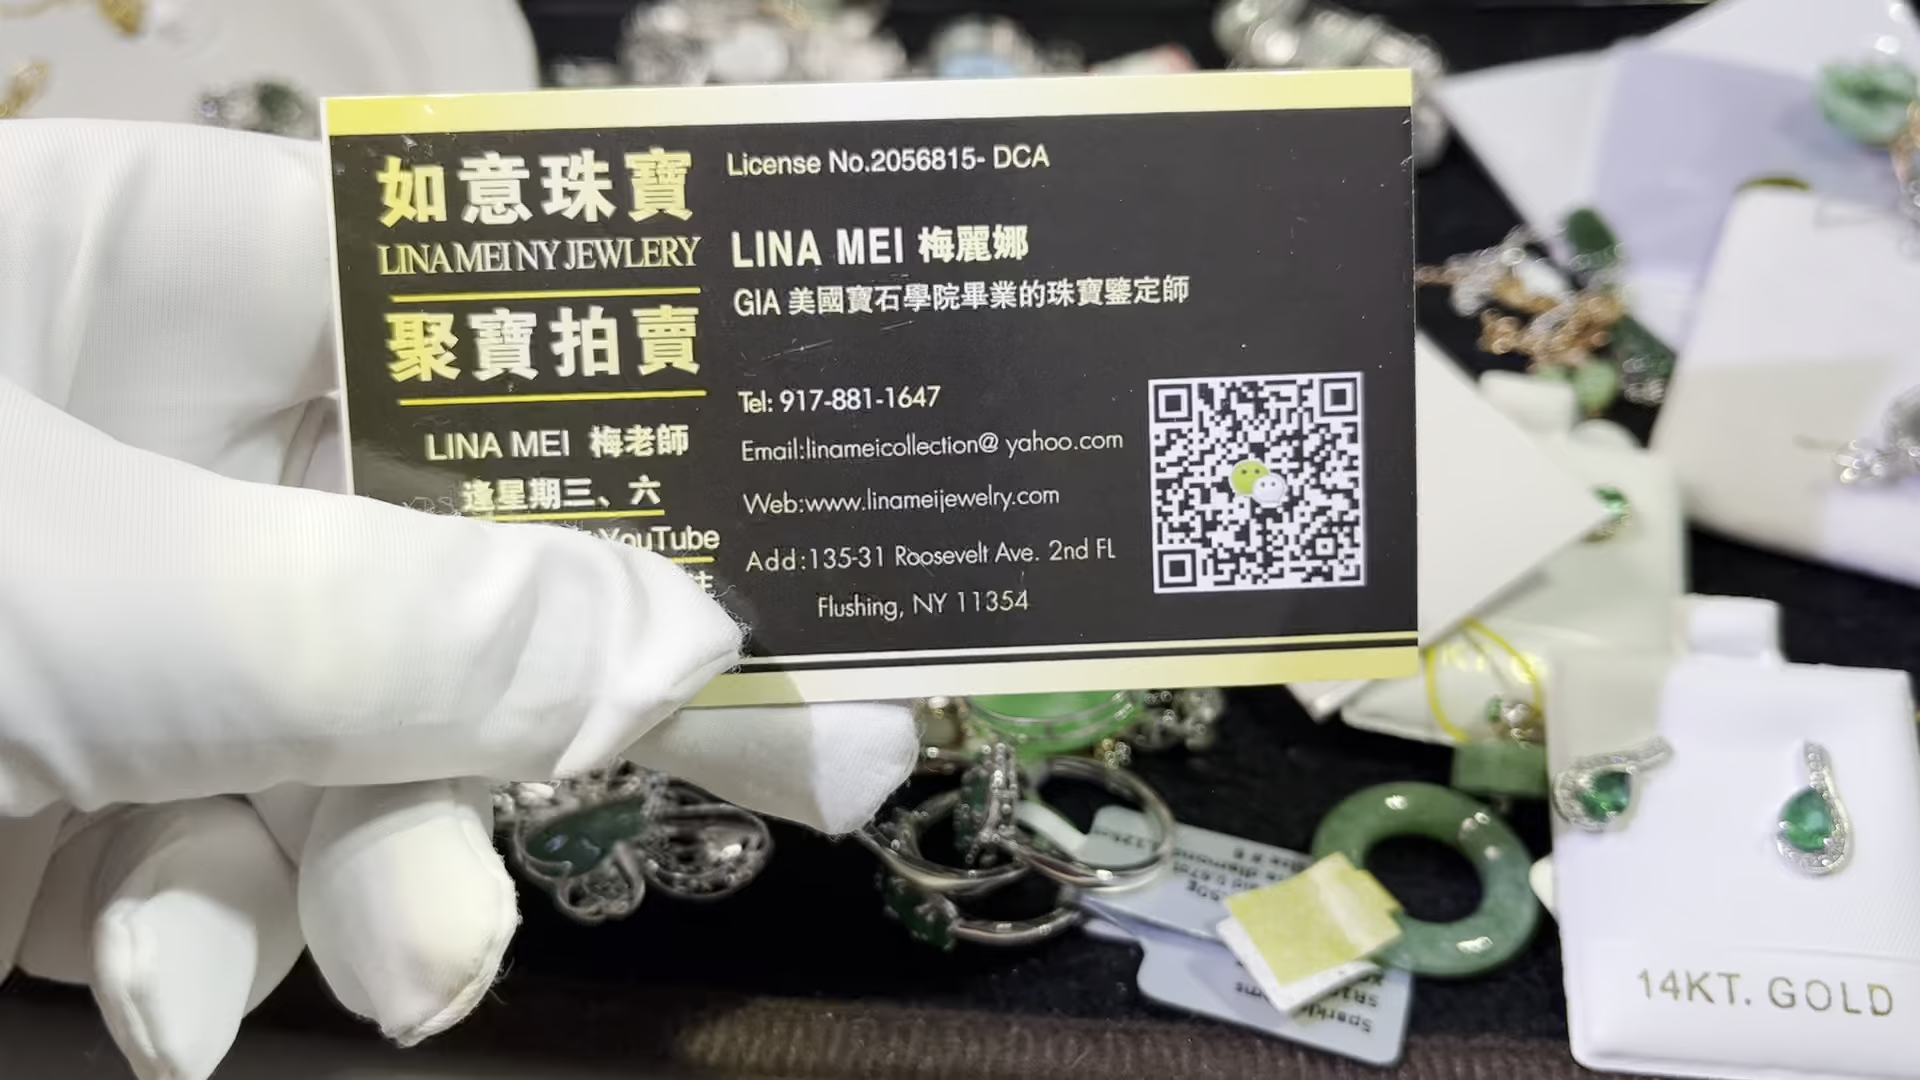 如意珠寶
LINA MEI NY JEWLERY
聚寶拍賣
LINA MEI 梅老師
逢星期三、六
YouTube
License No.2056815- DCA
LINA MEI 梅麗娜
GIA 美國寶石學院畢業的珠寶鑒定師
Tel: 917-881-1647
Email:linameicollection@ yahoo.com
Web:www.linameijewelry.com
Add:135-31 Roosevelt Ave. 2nd FL
Flushing, NY 11354
14KT. GOLD